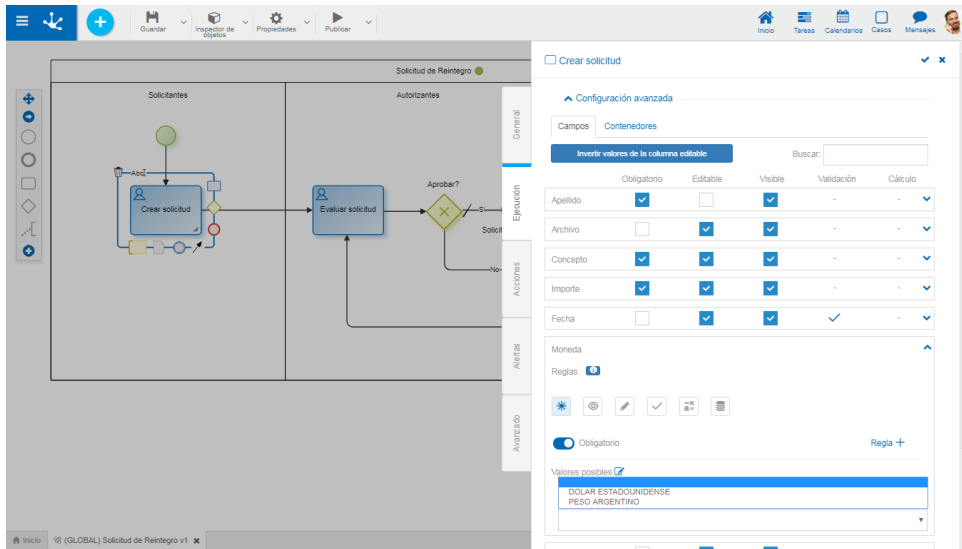 Guardar
Inspector de
objetos
Propiedades
Publicar
Inicio
Tareas
Calendarios
Casos
Mensajes
Solicitud de Reintegro
Solicitantes
Autorizantes
Abc
Crear solicitud
Evaluar solicitud
Aprobar?
Si
Solicit
No
General
Ejecución
Acciones
Alertas
Avanzado
Crear solicitud
Configuración avanzada
Campos
Contenedores
Invertir valores de la columna editable
Buscar:
Obligatorio Editable Visible Validación Cálculo
Apellido - -
Archivo - -
Concepto - -
Importe - -
Fecha -
Moneda
Reglas
Obligatorio
Regla +
Valores posibles
DOLAR ESTADOUNIDENSE
PESO ARGENTINO
Inicio
(GLOBAL) Solicitud de Reintegro v1